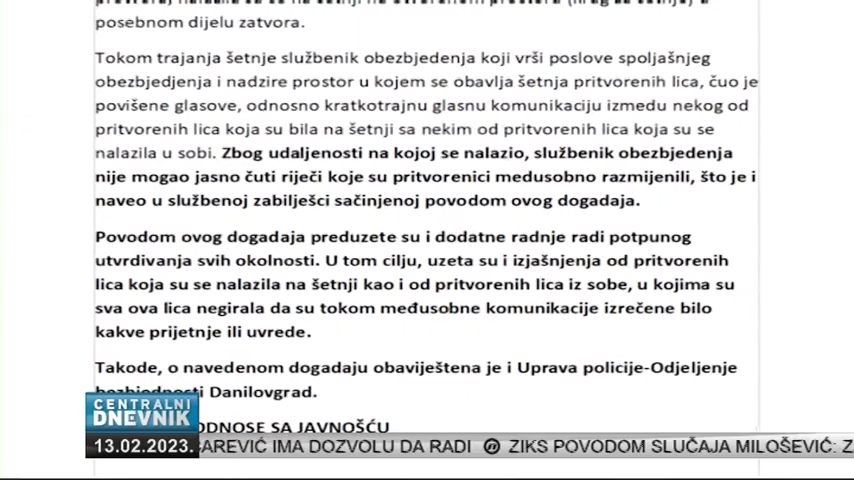 posebnom dijelu zatvora.
Tokom trajanja šetnje službenik obezbjeđenja koji vrši poslove spoljašnjeg
obezbjedjenja i nadzire prostor u kojem se obavlja šetnja pritvorenih lica, čuo je
povišene glasove, odnosno kratkotrajnu glasnu komunikaciju izmedu nekog od
pritvorenih lica koja su bila na šetnji sa nekim od pritvorenih lica koja su se
nalazila u sobi. Zbog udaljenosti na kojoj se nalazio, službenik obezbjeđenja
nije mogao jasno čuti riječi koje su pritvorenici medusobno razmijenili, što je i
naveo u službenoj zabilješci sačinjenoj povodom ovog događaja.
Povodom ovog događaja preduzete su i dodatne radnje radi potpunog
utvrdivanja svih okolnosti. U tom cilju, uzeta su i izjašnjenja od pritvorenih
lica koja su se nalazila na šetnji kao i od pritvorenih lica iz sobe, u kojima su
sva ova lica negirala da su tokom međusobne komunikacije izrečene bilo
kakve prijetnje ili uvrede.
Takode, o navedenom događaju obaviještena je i Uprava policije-Odjeljenje
bezbjednosti Danilovgrad.
ODNOSE SA JAVNOŠĆU
CENTRALNI
DNEVNIK
13.02.2023.
CAREVIĆ IMA DOZVOLU DA RADI ZIKS POVODOM SLUČAJA MILOŠEVIĆ: Z